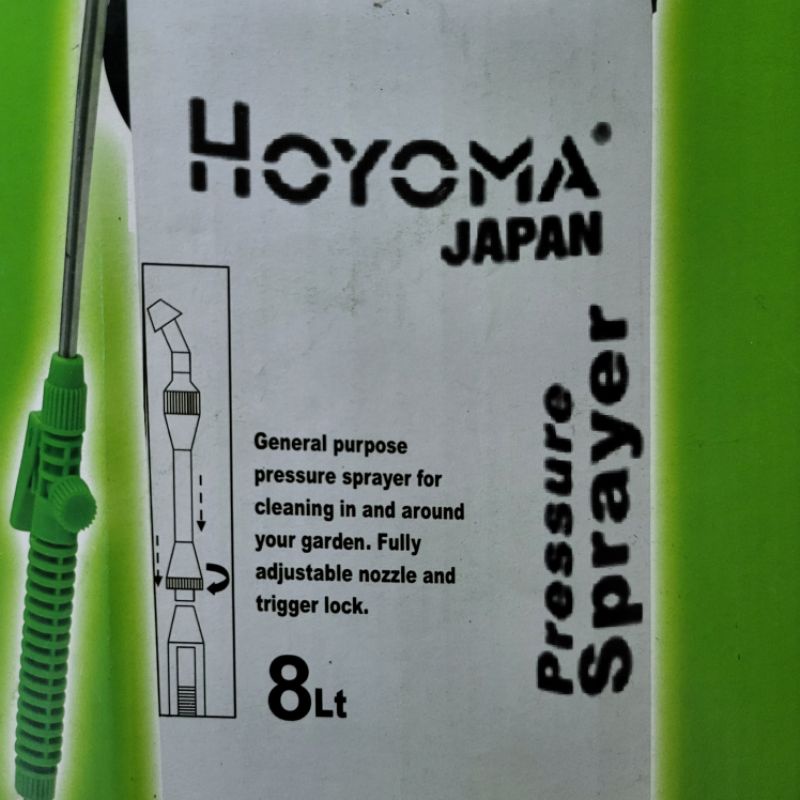 HOYOMA
JAPAN
General purpose
pressure sprayer for
cleaning in and around
your garden. Fully
adjustable nozzle and
trigger lock.
8Lt
Pressure
Sprayer